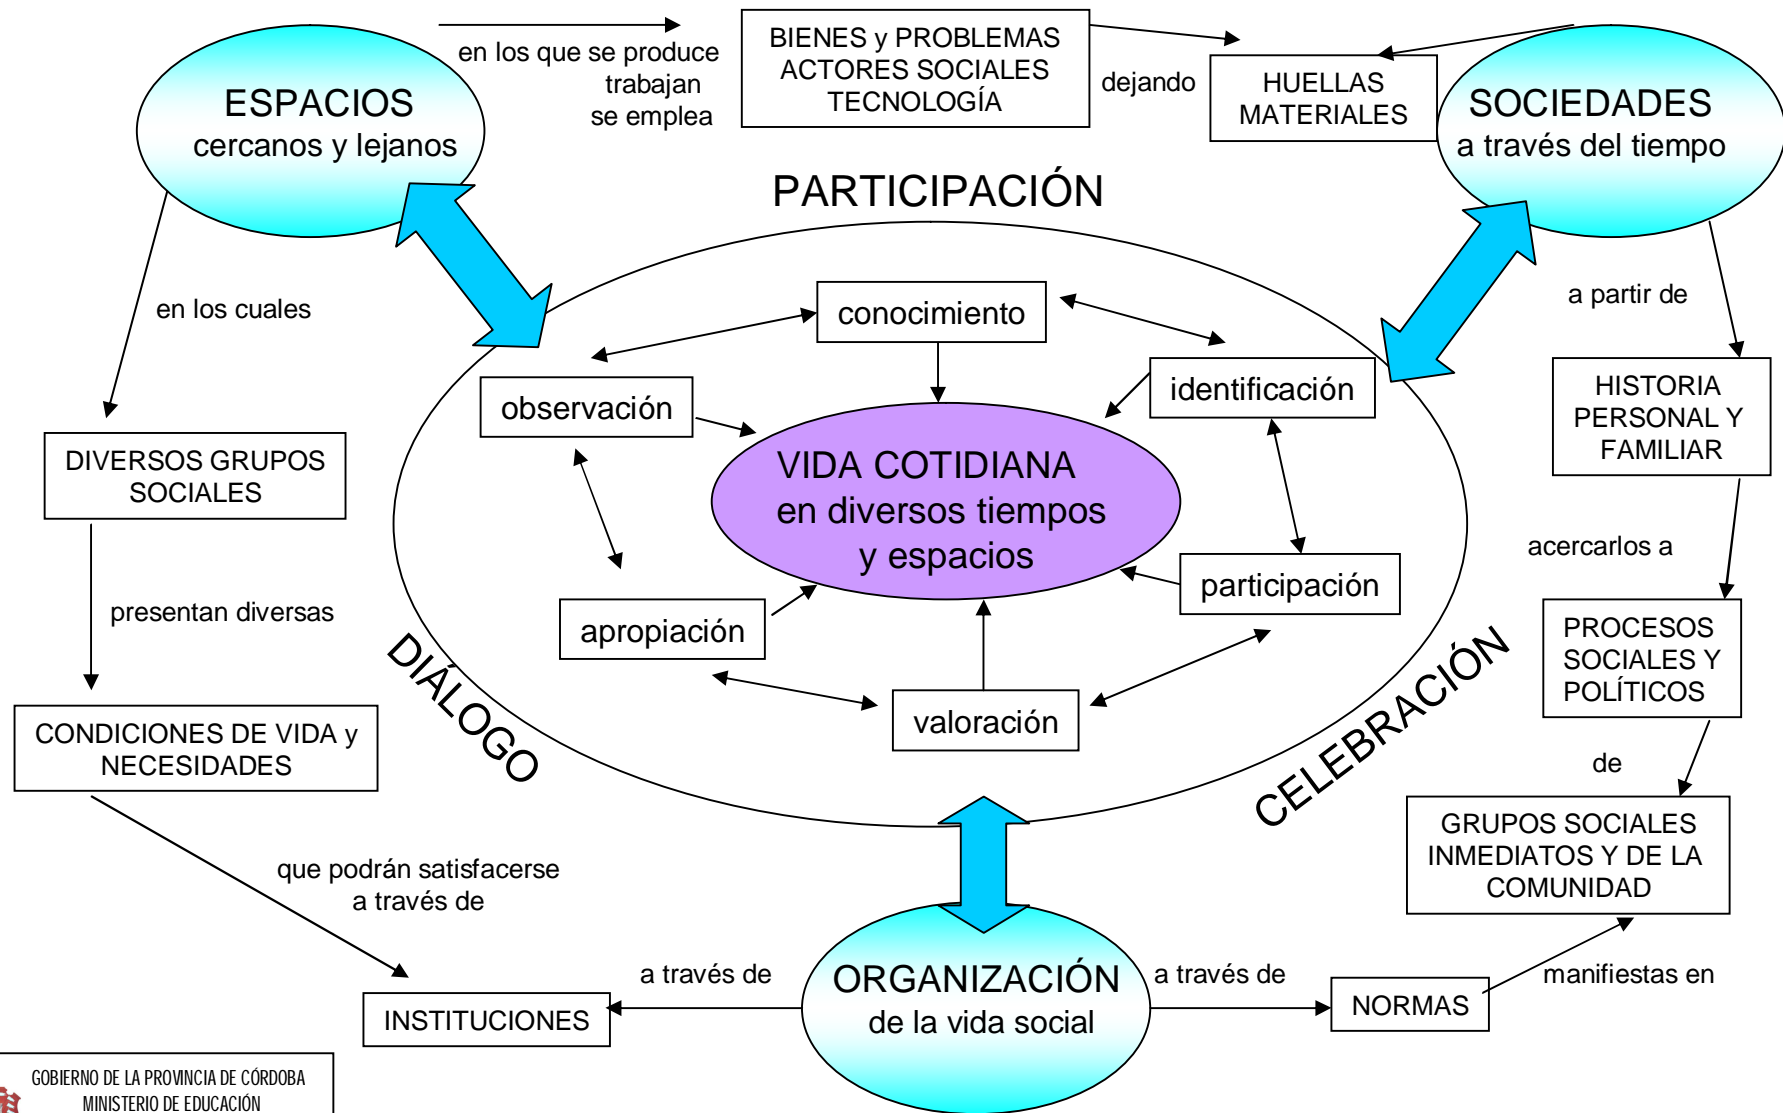 en los que se produce
trabajan
se emplea
BIENES y PROBLEMAS
ACTORES SOCIALES
TECNOLOGÍA
dejando
HUELLAS
MATERIALES
ESPACIOS
cercanos y lejanos
SOCIEDADES
a través del tiempo
PARTICIPACIÓN
en los cuales
a partir de
conocimiento
observación
identificación
VIDA COTIDIANA
en diversos tiempos
y espacios
apropiación
participación
valoración
DIÁLOGO
CELEBRACIÓN
DIVERSOS GRUPOS
SOCIALES
presentan diversas
CONDICIONES DE VIDA y
NECESIDADES
que podrán satisfacerse
a través de
INSTITUCIONES
a través de
ORGANIZACIÓN
de la vida social
a través de
NORMAS
manifiestas en
HISTORIA
PERSONAL Y
FAMILIAR
acercarlos a
PROCESOS
SOCIALES Y
POLÍTICOS
de
GRUPOS SOCIALES
INMEDIATOS Y DE LA
COMUNIDAD
GOBIERNO DE LA PROVINCIA DE CÓRDOBA
MINISTERIO DE EDUCACIÓN